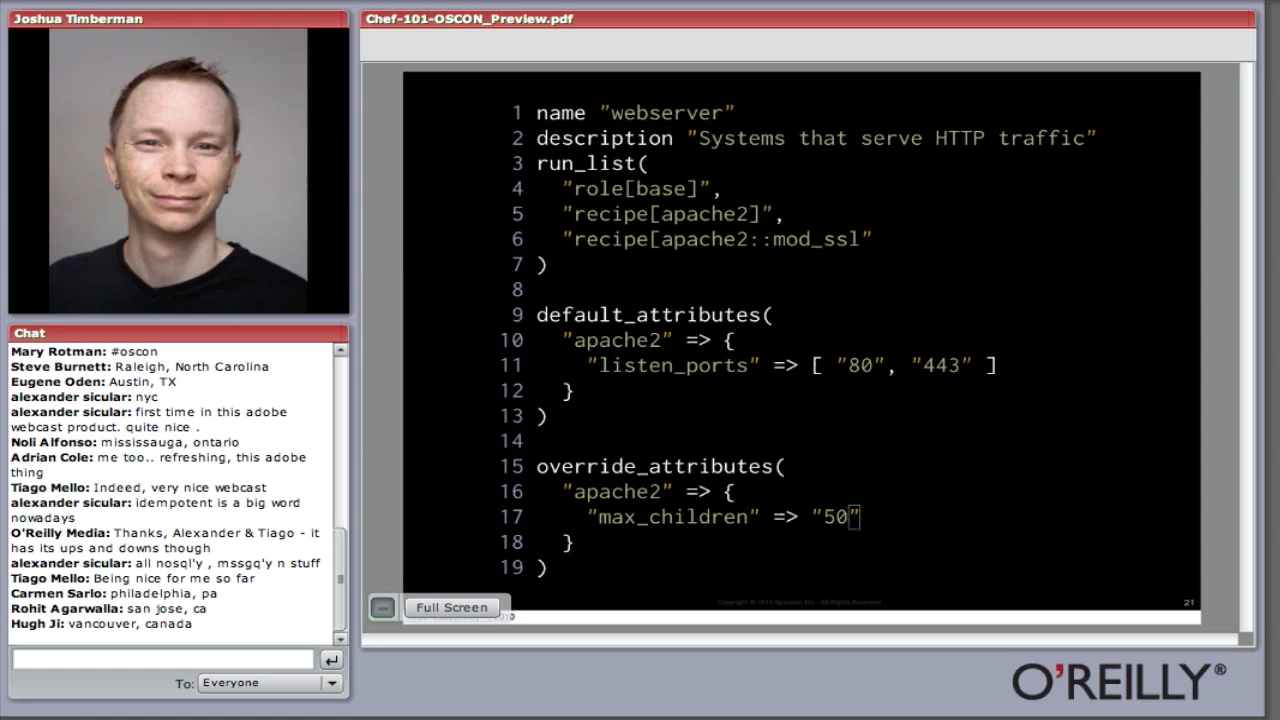 Joshua Timberman
Chat
Mary Rotman: #oscon
Steve Burnett: Raleigh, North Carolina
Eugene Oden: Austin, TX
alexander sicular: nyc
alexander sicular: first time in this adobe
webcast product. quite nice .
Noli Alfonso: mississauga, ontario
Adrian Cole: me too.. refreshing, this adobe
thing
Tiago Mello: Indeed, very nice webcast
alexander sicular: idempotent is a big word
nowadays
O'Reilly Media: Thanks, Alexander & Tiago - it
has its ups and downs though
alexander sicular: all nosql'y , mssgq'y n stuff
Tiago Mello: Being nice for me so far
Carmen Sarlo: philadelphia, pa
Rohit Agarwalla: san jose, ca
Hugh Ji: vancouver, canada
To: Everyone
Chef-101-OSCON_Preview.pdf
1 name "webserver"
2 description "Systems that serve HTTP traffic"
3 run_list(
4 "role[base]",
5 "recipe[apache2]",
6 "recipe[apache2::mod_ssl"
7 )
8
9 default_attributes(
10 "apache2" => {
11 "listen_ports" => [ "80", "443" ]
12 }
13 )
14
15 override_attributes(
16 "apache2" => {
17 "max_children" => "50"
18 }
19 )
21
Full Screen
O'REILLY®